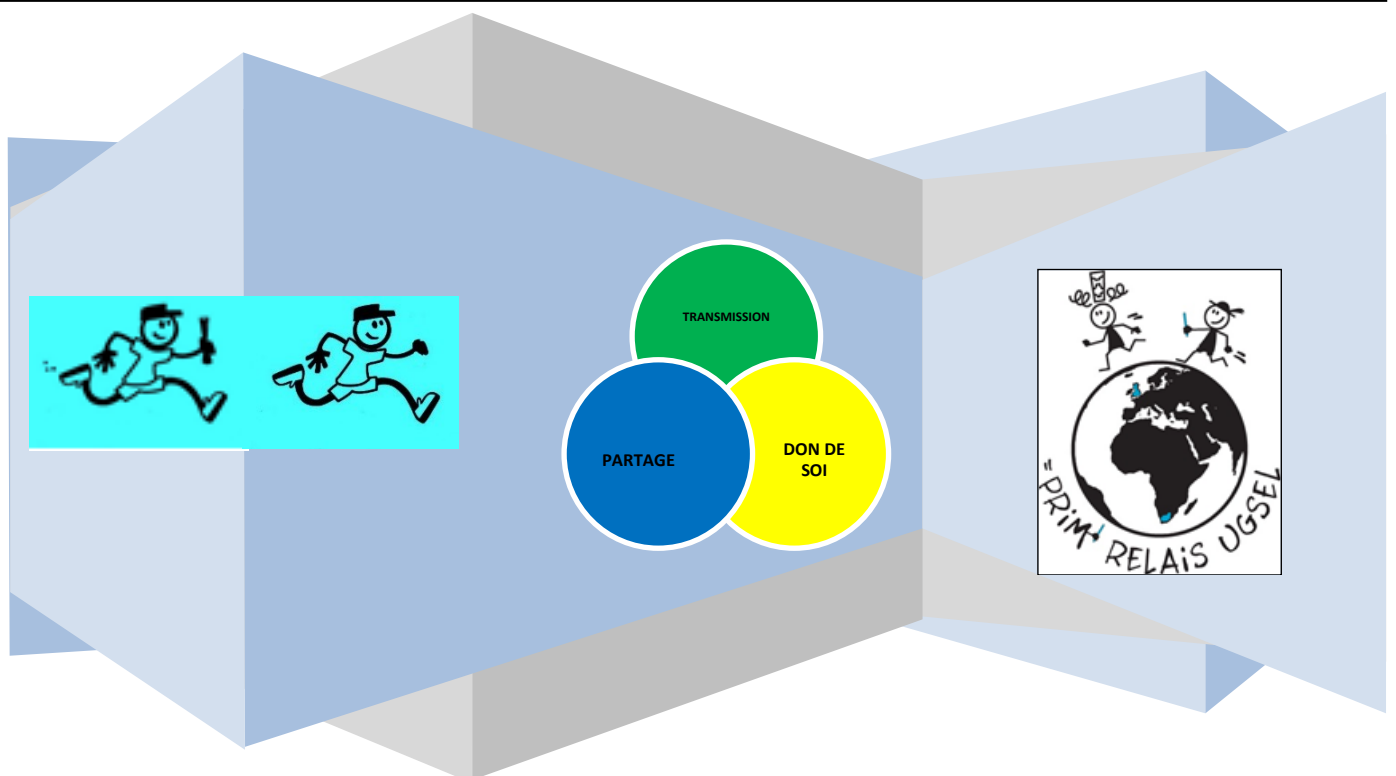 TRANSMISSION
PARTAGE
DON DE
SOI
"PRiM' RELAiS UGSEL